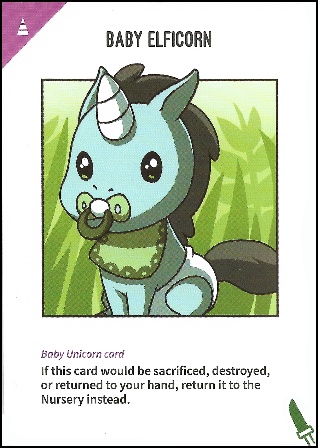 BABY ELFICORN
Baby Unicorn card
If this card would be sacrificed, destroyed,
or returned to your hand, return it to the
Nursery instead.